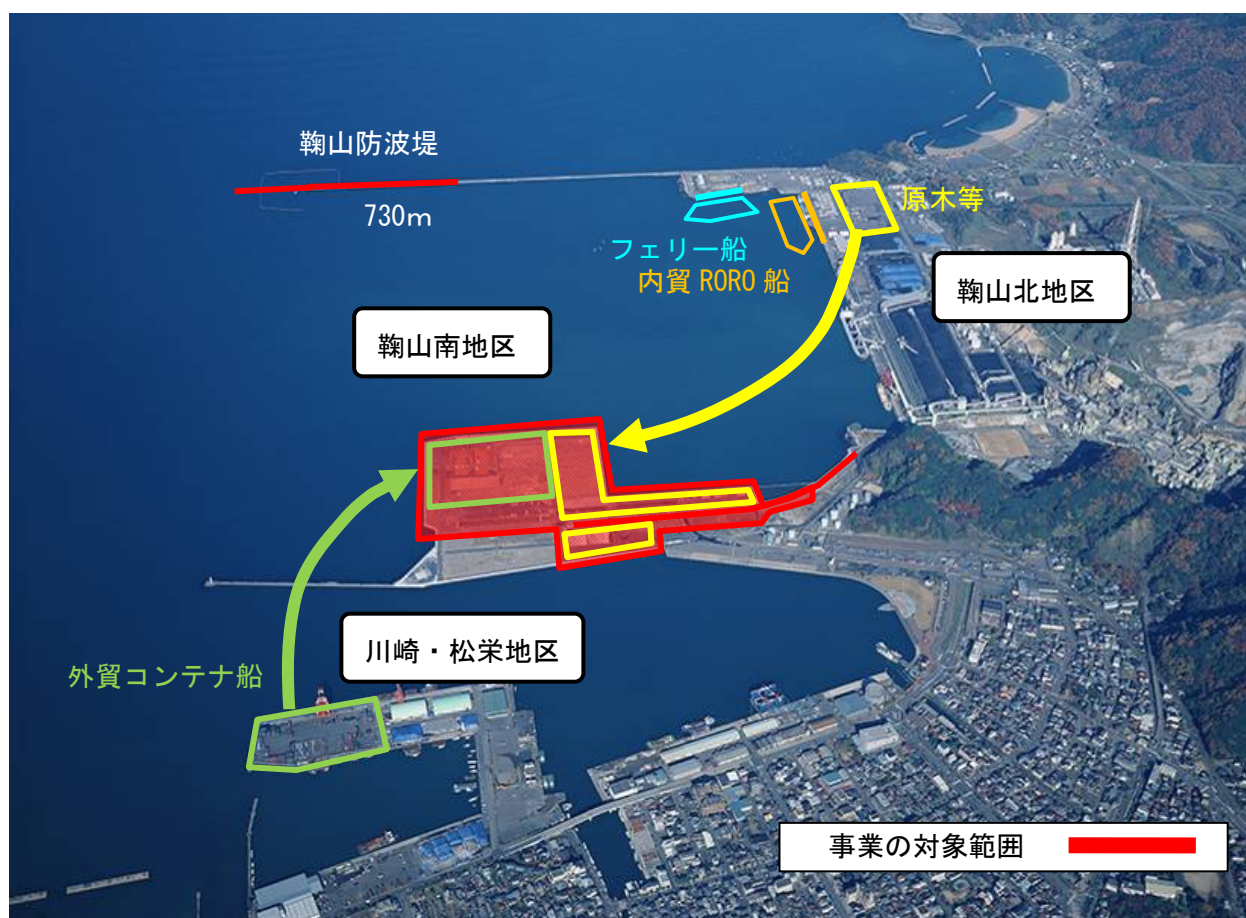 鞠山防波堤
730m
原木等
フェリー船
内貿 RORO 船
鞠山北地区
鞠山南地区
川崎・松栄地区
外貿コンテナ船
事業の対象範囲